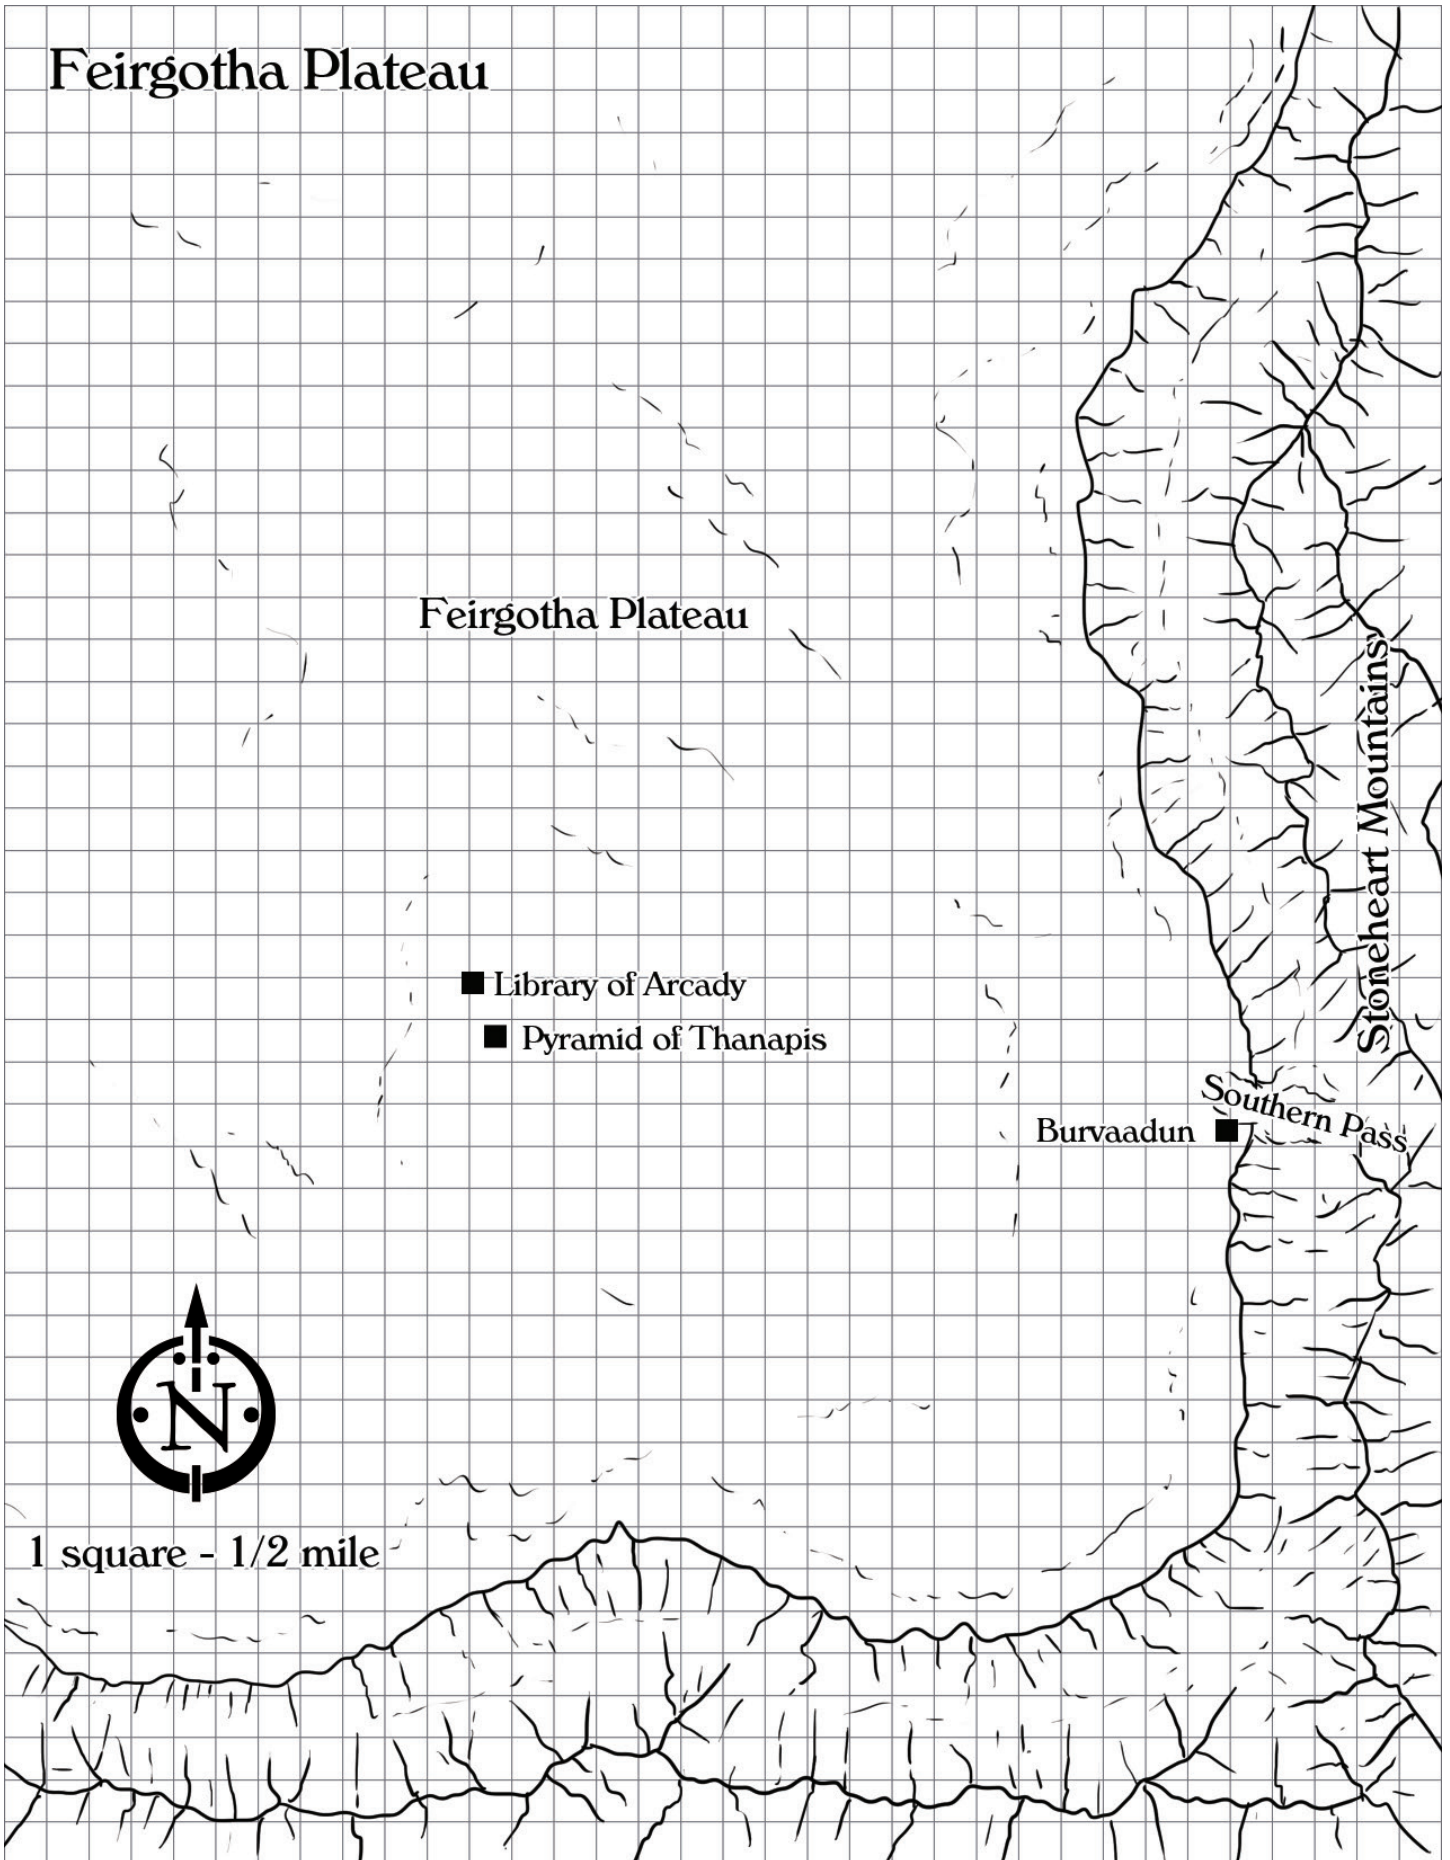 Feirgotha Plateau
Feirgotha Plateau
Stoneheart Mountains
Library of Arcady
Pyramid of Thanapis
Southern Pass
Burvaadun
N
1 square - 1/2 mile